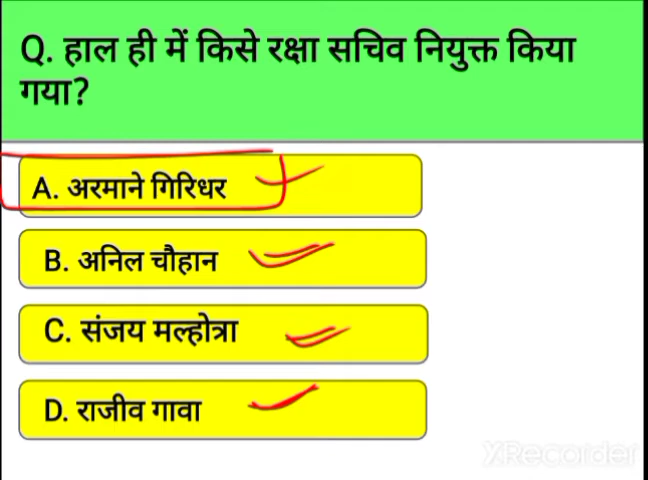 Q. हाल ही में किसे रक्षा सचिव नियुक्त किया
गया?
A. अरमाने गिरिधर
B. अनिल चौहान
C. संजय मल्होत्रा
D. राजीव गावा
XRecorder